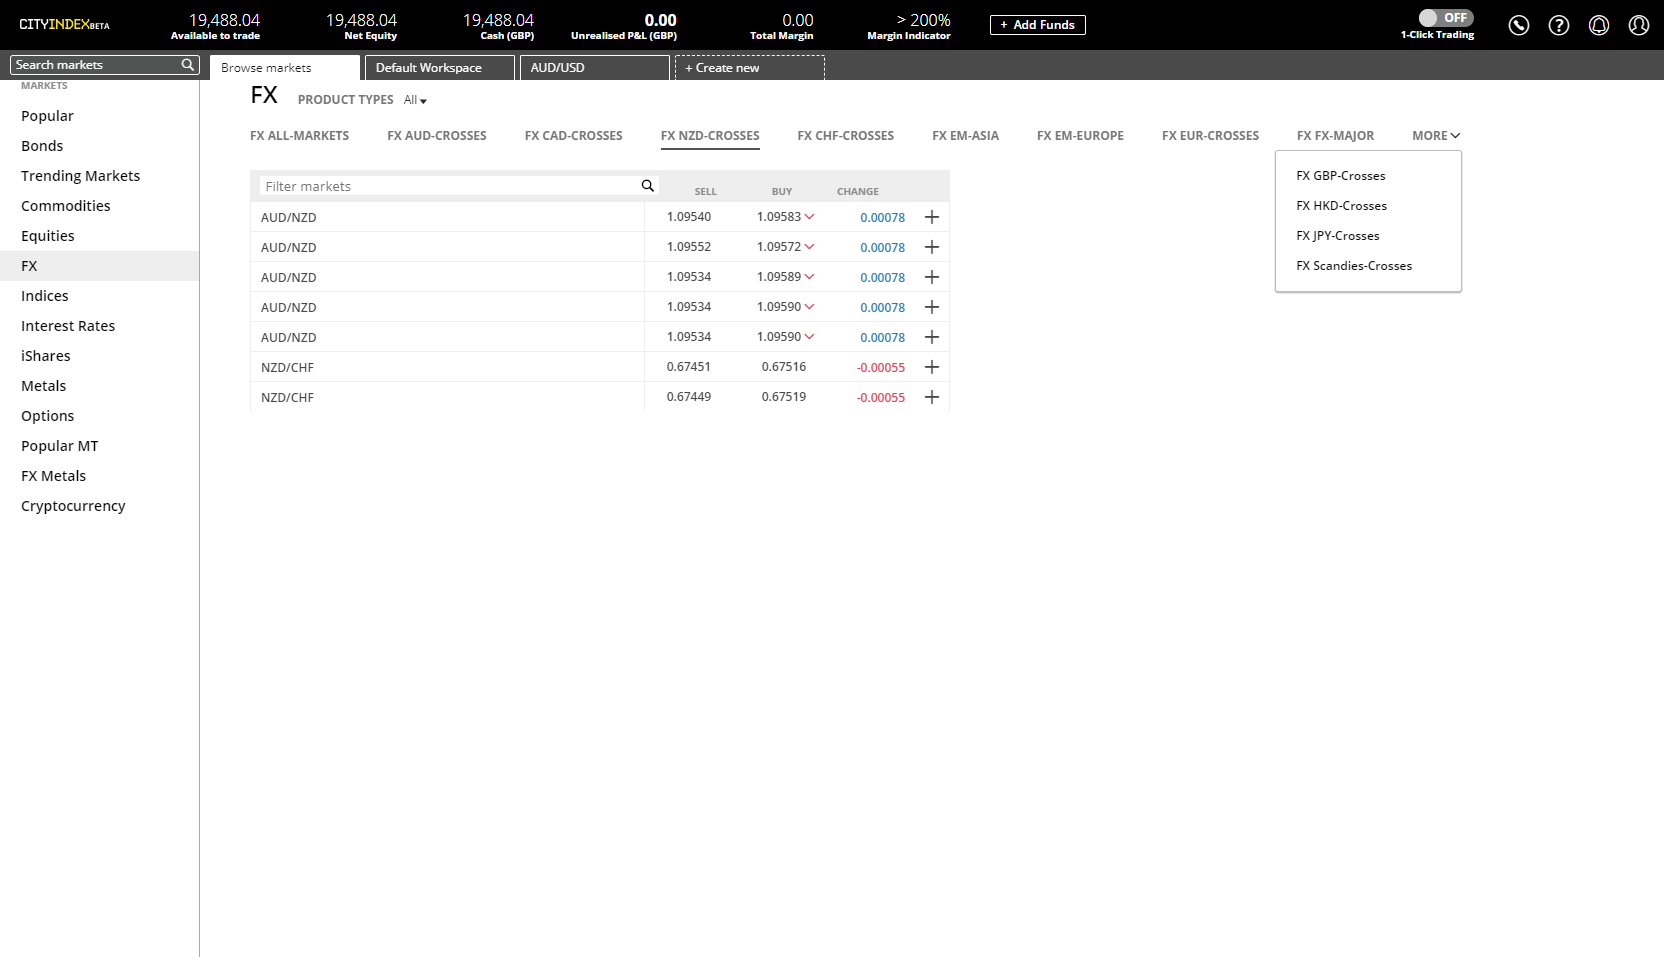 CITYINDEXBETA
19,488.04
Available to trade
19,488.04
Net Equity
19,488.04
Cash (GBP)
0.00
Unrealised P&L (GBP)
0.00
Total Margin
> 200%
Margin Indicator
+ Add Funds
OFF
1-Click Trading
Search markets
Browse markets
Default Workspace
AUD/USD
+ Create new
MARKETS
Popular
Bonds
Trending Markets
Commodities
Equities
FX
Indices
Interest Rates
iShares
Metals
Options
Popular MT
FX Metals
Cryptocurrency
FX PRODUCT TYPES All
FX ALL-MARKETS FX AUD-CROSSES FX CAD-CROSSES FX NZD-CROSSES FX CHF-CROSSES FX EM-ASIA FX EM-EUROPE FX EUR-CROSSES FX FX-MAJOR MORE
FX GBP-Crosses
FX HKD-Crosses
FX JPY-Crosses
FX Scandies-Crosses
Filter markets SELL BUY CHANGE
AUD/NZD 1.09540 1.09583 0.00078 +
AUD/NZD 1.09552 1.09572 0.00078 +
AUD/NZD 1.09534 1.09589 0.00078 +
AUD/NZD 1.09534 1.09590 0.00078 +
AUD/NZD 1.09534 1.09590 0.00078 +
NZD/CHF 0.67451 0.67516 -0.00055 +
NZD/CHF 0.67449 0.67519 -0.00055 +